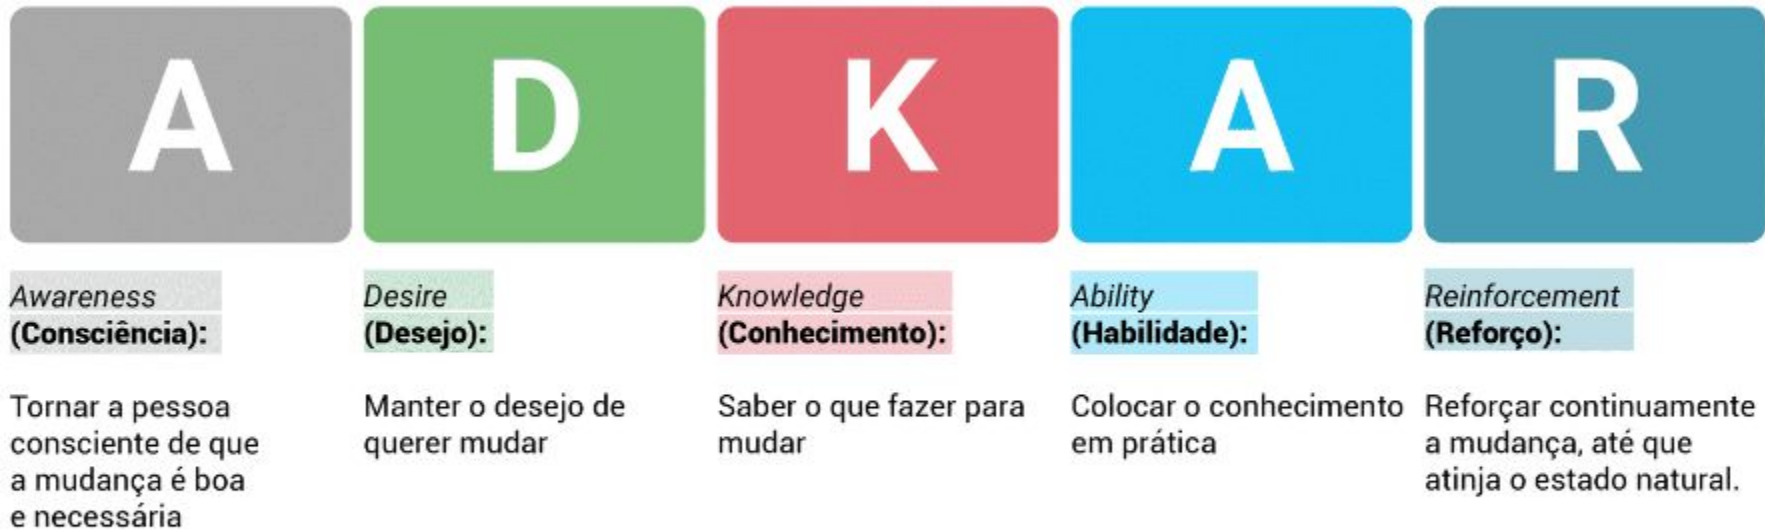 A
D
K
A
R
Awareness
(Consciência):
Tornar a pessoa
consciente de que
a mudança é boa
e necessária
Desire
(Desejo):
Manter o desejo de
querer mudar
Knowledge
(Conhecimento):
Saber o que fazer para
mudar
Ability
(Habilidade):
Colocar o conhecimento
em prática
Reinforcement
(Reforço):
Reforçar continuamente
a mudança, até que
atinja o estado natural.